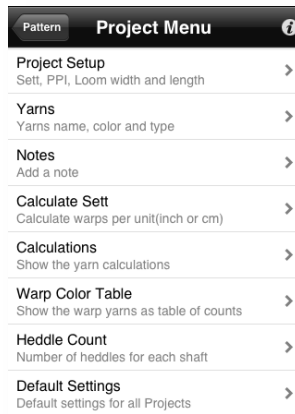 Pattern
Project Menu
i
Project Setup
Sett, PPI, Loom width and length
Yarns
Yarns name, color and type
Notes
Add a note
Calculate Sett
Calculate warps per unit(inch or cm)
Calculations
Show the yarn calculations
Warp Color Table
Show the warp yarns as table of counts
Heddle Count
Number of heddles for each shaft
Default Settings
Default settings for all Projects